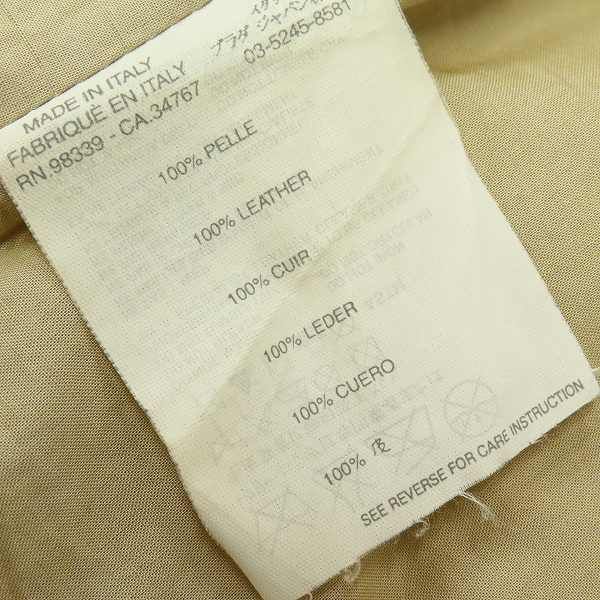 プラダ ジャパン
03-5245-8581
MADE IN ITALY
FABRIQUÈ EN ITALY
RN.98339 - CA.34767
100% PELLE
100% LEATHER
100% CUIR
100% LEDER
100% CUERO
100% 皮
SEE REVERSE FOR CARE INSTRUCTION